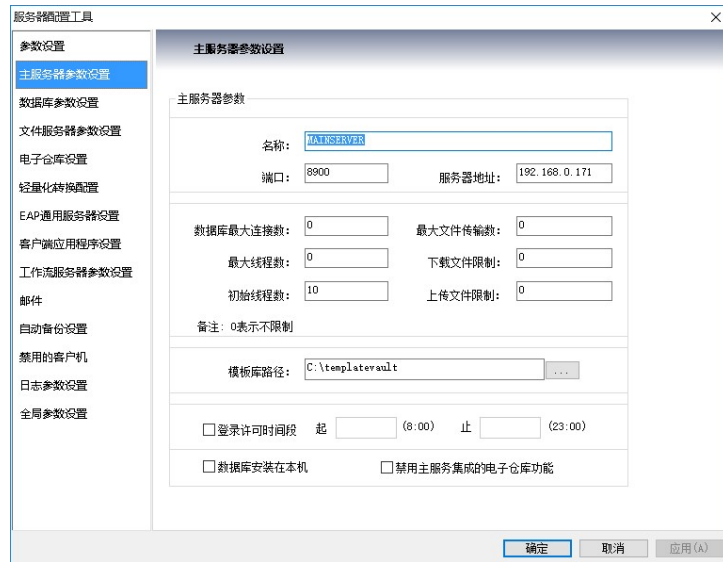 服务器配置工具
参数设置
主服务器参数设置
数据库参数设置
文件服务器参数设置
电子仓库设置
轻量化转换配置
EAP通用服务器设置
客户端应用程序设置
工作流服务器参数设置
邮件
自动备份设置
禁用的客户机
日志参数设置
全局参数设置
主服务器参数设置
主服务器参数
名称: MAINSERVER
端口: 8900 服务器地址: 192.168.0.171
数据库最大连接数: 0 最大文件传输数: 0
最大线程数: 0 下载文件限制: 0
初始线程数: 10 上传文件限制: 0
备注: 0表示不限制
模板库路径: C:\templatevault ...
登录许可时间段 起 (8:00) 止 (23:00)
数据库安装在本机 禁用主服务集成的电子仓库功能
确定 取消 应用(A)